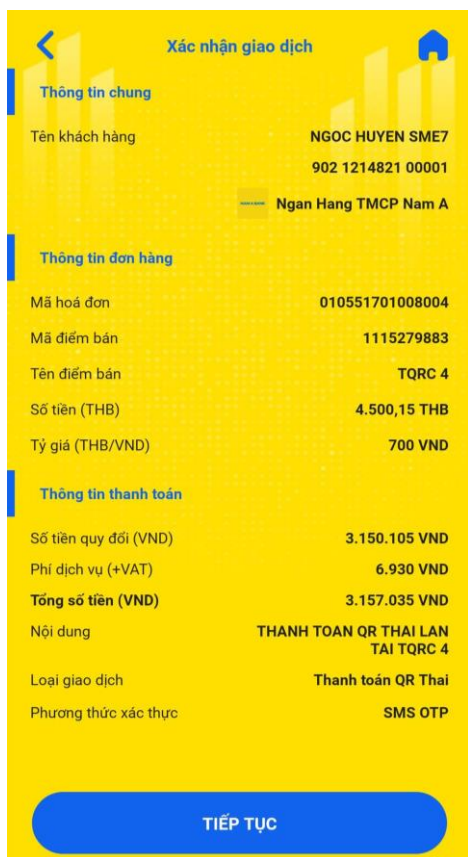 Xác nhận giao dịch
Thông tin chung
Tên khách hàng NGOC HUYEN SME7
902 1214821 00001
Ngan Hang TMCP Nam A
Thông tin đơn hàng
Mã hoá đơn 010551701008004
Mã điểm bán 1115279883
Tên điểm bán TQRC 4
Số tiền (THB) 4.500,15 THB
Tỷ giá (THB/VND) 700 VND
Thông tin thanh toán
Số tiền quy đổi (VND) 3.150.105 VND
Phí dịch vụ (+VAT) 6.930 VND
Tổng số tiền (VND) 3.157.035 VND
Nội dung THANH TOAN QR THAI LAN
TAI TQRC 4
Loại giao dịch Thanh toán QR Thai
Phương thức xác thực SMS OTP
TIẾP TỤC